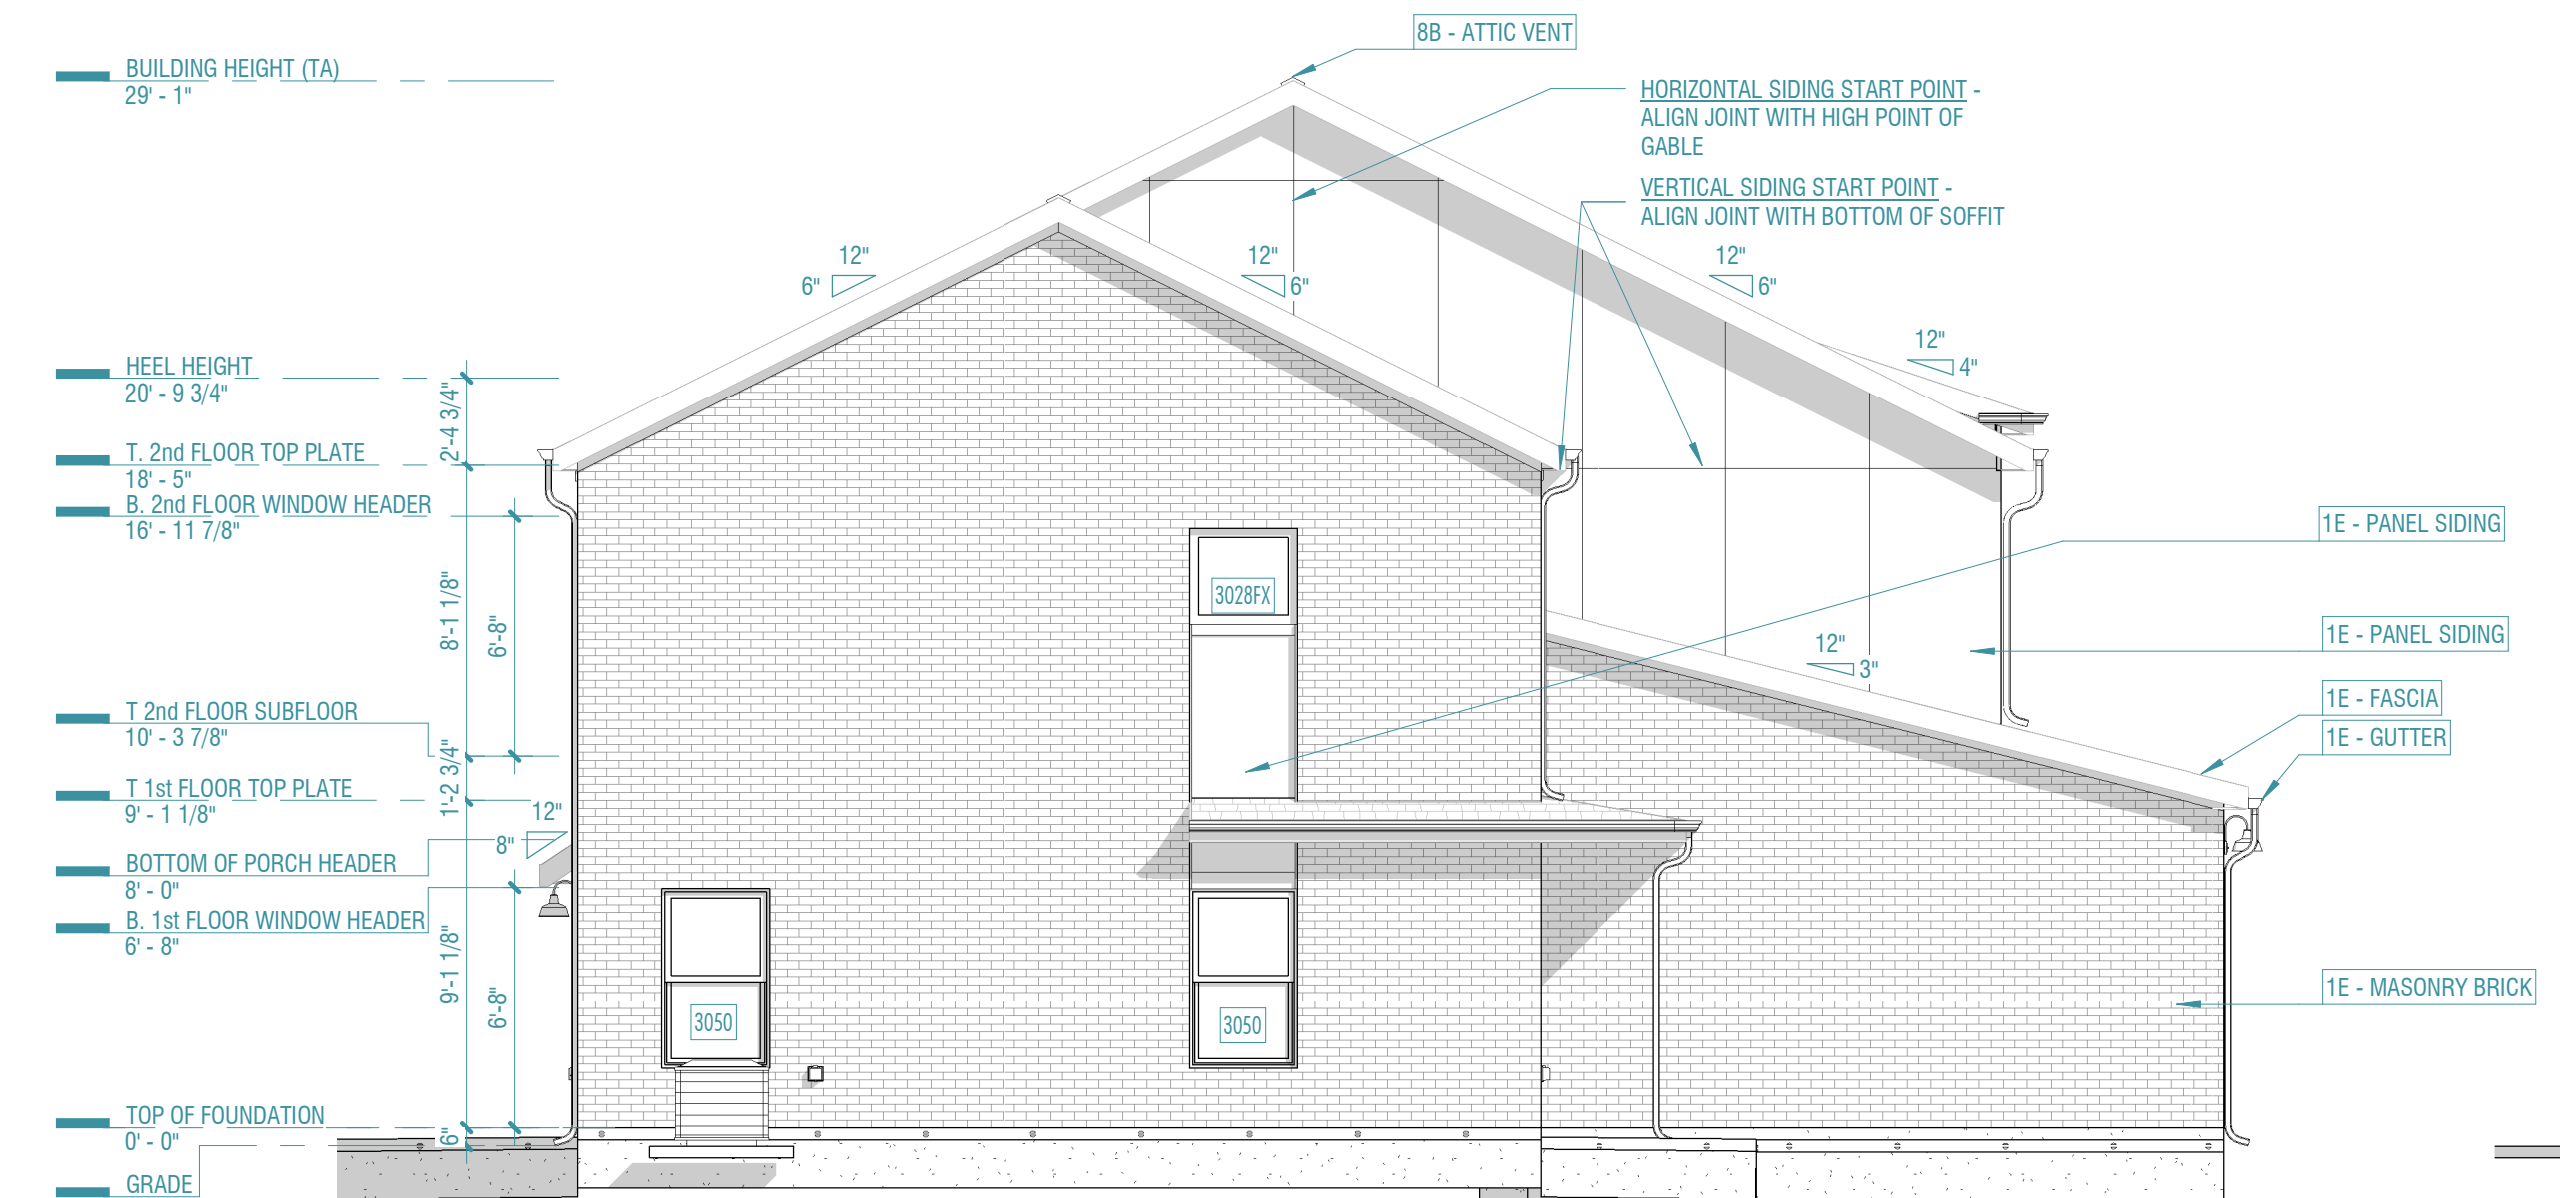 8B - ATTIC VENT
BUILDING HEIGHT (TA)
29' - 1"
HORIZONTAL SIDING START POINT -
ALIGN JOINT WITH HIGH POINT OF
GABLE
VERTICAL SIDING START POINT -
ALIGN JOINT WITH BOTTOM OF SOFFIT
12"
6"
12"
6"
12"
6"
12"
4"
HEEL HEIGHT
20' - 9 3/4"
2'-4 3/4"
T. 2nd FLOOR TOP PLATE
18' - 5"
B. 2nd FLOOR WINDOW HEADER
16' - 11 7/8"
8'-1 1/8"
6'-8"
3028FX
1E - PANEL SIDING
1E - PANEL SIDING
12"
3"
1E - FASCIA
1E - GUTTER
T 2nd FLOOR SUBFLOOR
10' - 3 7/8"
1'-2 3/4"
T 1st FLOOR TOP PLATE
9' - 1 1/8"
12"
8"
BOTTOM OF PORCH HEADER
8' - 0"
B. 1st FLOOR WINDOW HEADER
6' - 8"
9'-1 1/8"
6'-8"
3050
3050
1E - MASONRY BRICK
TOP OF FOUNDATION
0' - 0"
6"
GRADE